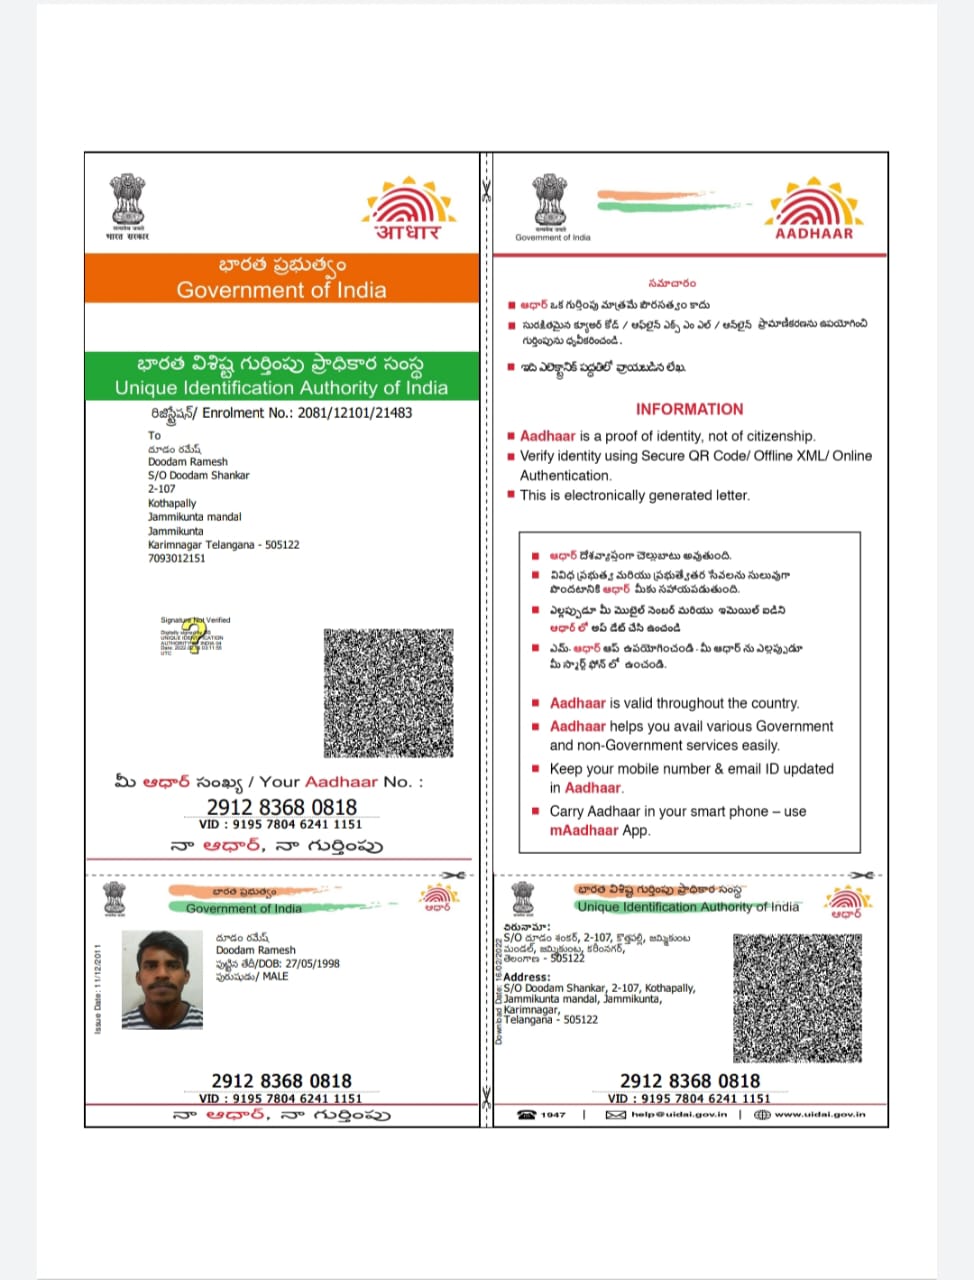 भारत सरकार
आधार
భారత ప్రభుత్వం
Government of India
భారత విశిష్ట గుర్తింపు ప్రాధికార సంస్థ
Unique Identification Authority of India
రిజిస్ట్రేషన్/ Enrolment No.: 2081/12101/21483
To
దూడం రమేష్
Doodam Ramesh
S/O Doodam Shankar
2-107
Kothapally
Jammikunta mandal
Jammikunta
Karimnagar Telangana - 505122
7093012151
Signature Not Verified
మీ ఆధార్ సంఖ్య / Your Aadhaar No. :
2912 8368 0818
VID : 9195 7804 6241 1151
నా ఆధార్, నా గుర్తింపు
Government of India
AADHAAR
సమాచారం
ఆధార్ ఒక గుర్తింపు మాత్రమే పౌరసత్వం కాదు
సురక్షితమైన క్యూఆర్ కోడ్ / ఆఫ్‌లైన్ ఎక్స్ ఎం ఎల్ / ఆన్‌లైన్ ప్రామాణికరణను ఉపయోగించి
గుర్తింపును ధృవీకరించండి.
ఇది ఎలెక్ట్రానిక్ పద్ధతిలో వ్రాయబడిన లేఖ.
INFORMATION
Aadhaar is a proof of identity, not of citizenship.
Verify identity using Secure QR Code/ Offline XML/ Online
Authentication.
This is electronically generated letter.
ఆధార్ దేశవ్యాప్తంగా చెల్లుబాటు అవుతుంది.
వివిధ ప్రభుత్వ మరియు ప్రభుత్వేతర సేవలను సులువుగా
పొందటానికి ఆధార్ మీకు సహాయపడుతుంది.
ఎల్లప్పుడూ మీ మొబైల్ నెంబర్ మరియు ఇమెయిల్ ఐడిని
ఆధార్ లో అప్ డేట్ చేసి ఉంచండి
ఎమ్- ఆధార్ ఆప్ ఉపయోగించండి - మీ ఆధార్ ను ఎల్లప్పుడూ
మీ స్మార్ట్ ఫోన్ లో ఉంచండి.
Aadhaar is valid throughout the country.
Aadhaar helps you avail various Government
and non-Government services easily.
Keep your mobile number & email ID updated
in Aadhaar.
Carry Aadhaar in your smart phone – use
mAadhaar App.
భారత ప్రభుత్వం
Government of India
ఆధార్
Issue Date: 11/12/2011
దూడం రమేష్
Doodam Ramesh
పుట్టిన తేదీ/DOB: 27/05/1998
పురుషుడు/ MALE
2912 8368 0818
VID : 9195 7804 6241 1151
నా ఆధార్, నా గుర్తింపు
భారత విశిష్ట గుర్తింపు ప్రాధికార సంస్థ
Unique Identification Authority of India
ఆధార్
Download Date: 16/02/2022
చిరునామా:
S/O దూడం శంకర్, 2-107, కొత్తపల్లి, జమ్మికుంట
మండల్, జమ్మికుంట, కరీంనగర్,
తెలంగాణ - 505122
Address:
S/O Doodam Shankar, 2-107, Kothapally,
Jammikunta mandal, Jammikunta,
Karimnagar,
Telangana - 505122
2912 8368 0818
VID : 9195 7804 6241 1151
1947 | help@uidai.gov.in | www.uidai.gov.in